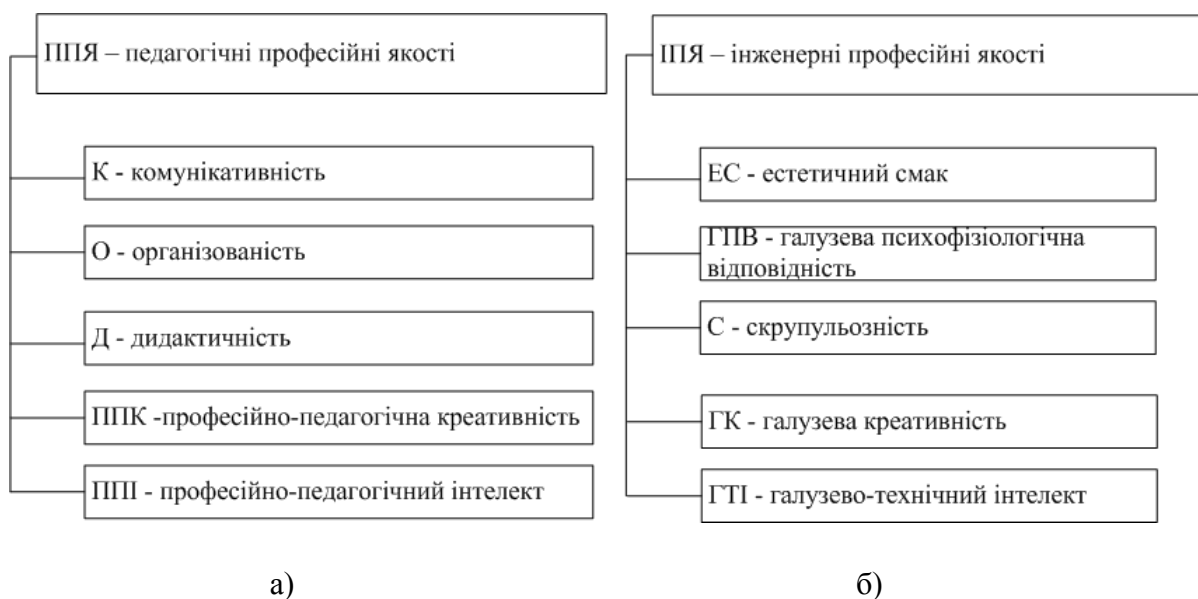 ППЯ – педагогічні професійні якості
К - комунікативність
О - організованість
Д - дидактичність
ППК -професійно-педагогічна креативність
ППІ - професійно-педагогічний інтелект
а)
ІПЯ – інженерні професійні якості
ЕС - естетичний смак
ГПВ - галузева психофізіологічна
відповідність
С - скрупульозність
ГК - галузева креативність
ГТІ - галузево-технічний інтелект
б)